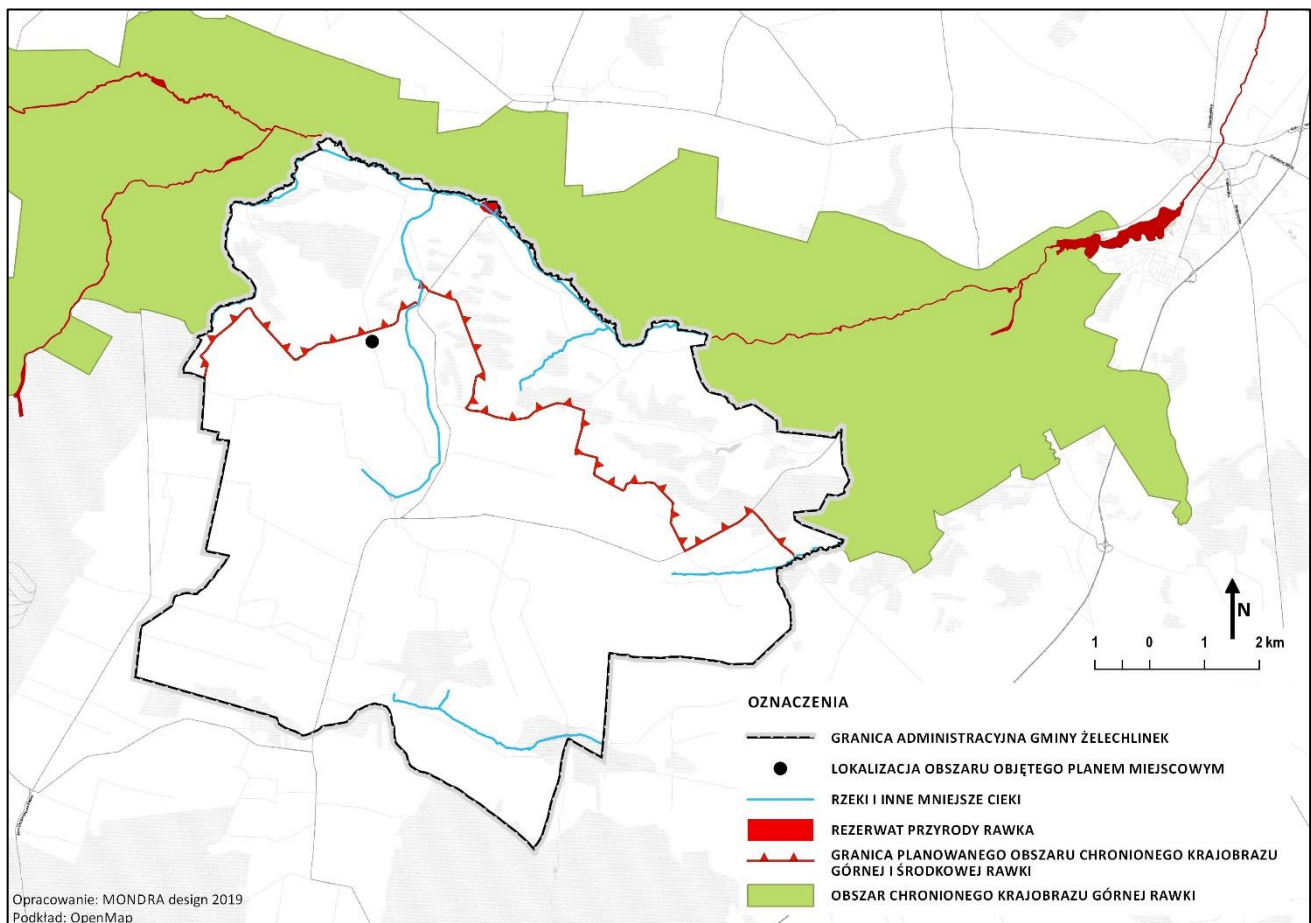 N
1 0 1 2 km
OZNACZENIA
GRANICA ADMINISTRACYJNA GMINY ŻELECHLINEK
LOKALIZACJA OBSZARU OBJĘTEGO PLANEM MIEJSCOWYM
RZEKI I INNE MNIEJSZE CIEKI
REZERWAT PRZYRODY RAWKA
GRANICA PLANOWANEGO OBSZARU CHRONIONEGO KRAJOBRAZU
GÓRNEJ I ŚRODKOWEJ RAWKI
OBSZAR CHRONIONEGO KRAJOBRAZU GÓRNEJ RAWKI
Opracowanie: MONDRA design 2019
Podkład: OpenMap